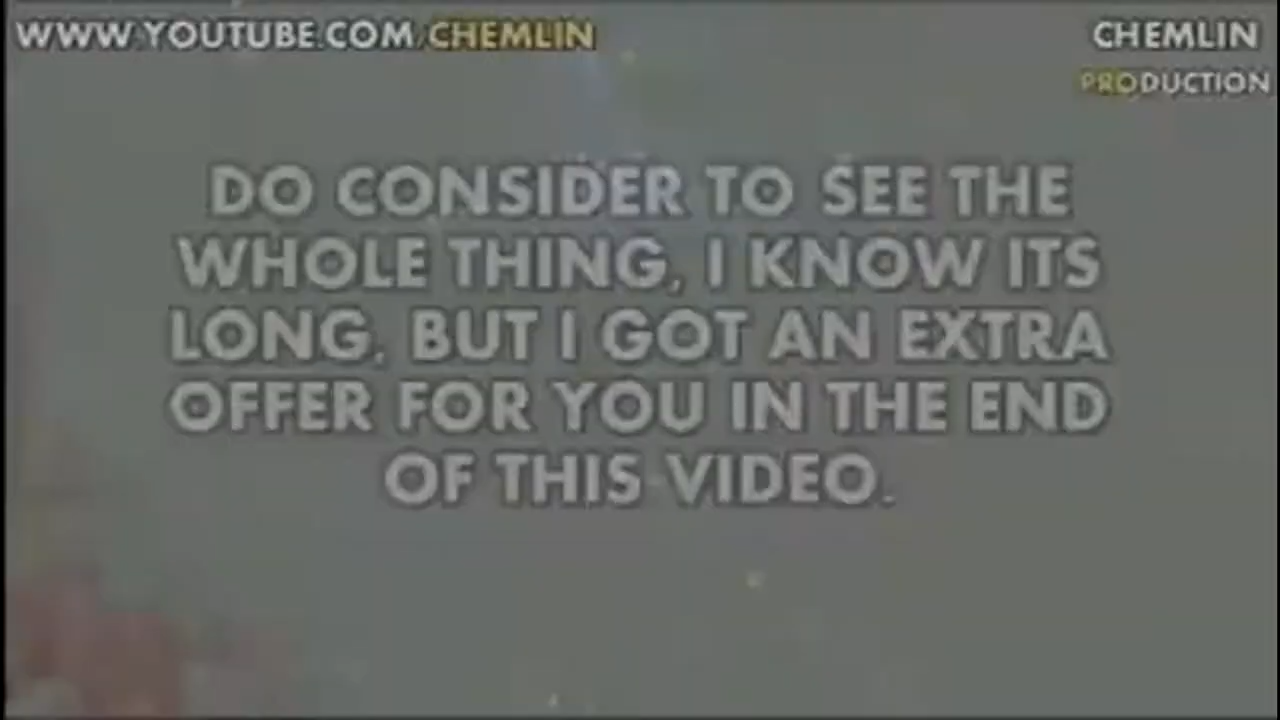 WWW.YOUTUBE.COM/CHEMLIN
CHEMLIN
PRODUCTION
DO CONSIDER TO SEE THE
WHOLE THING, I KNOW ITS
LONG, BUT I GOT AN EXTRA
OFFER FOR YOU IN THE END
OF THIS VIDEO.